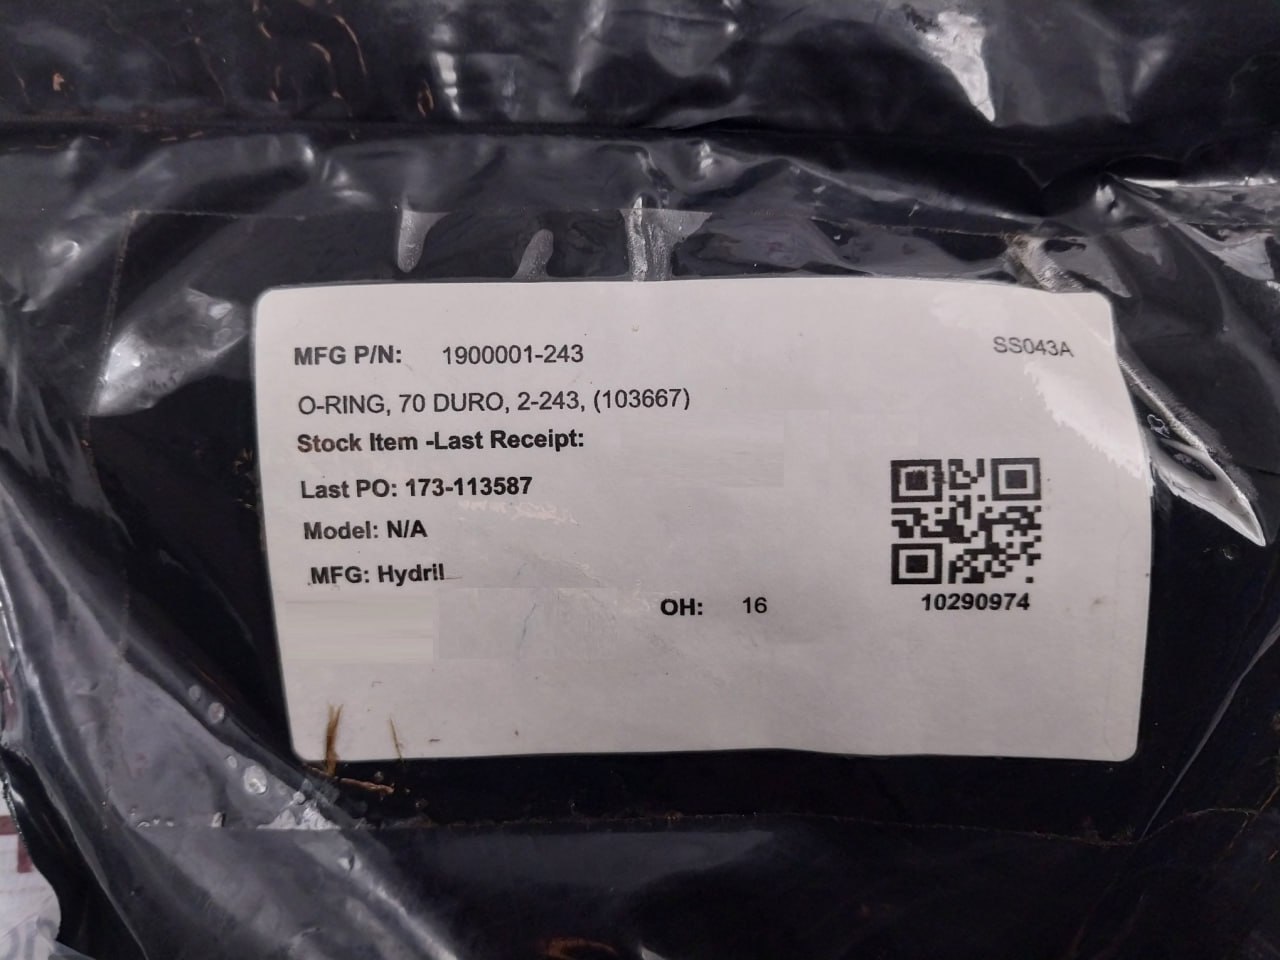 MFG P/N: 1900001-243
SS043A
O-RING, 70 DURO, 2-243, (103667)
Stock Item -Last Receipt:
Last PO: 173-113587
Model: N/A
MFG: Hydril
OH: 16
10290974